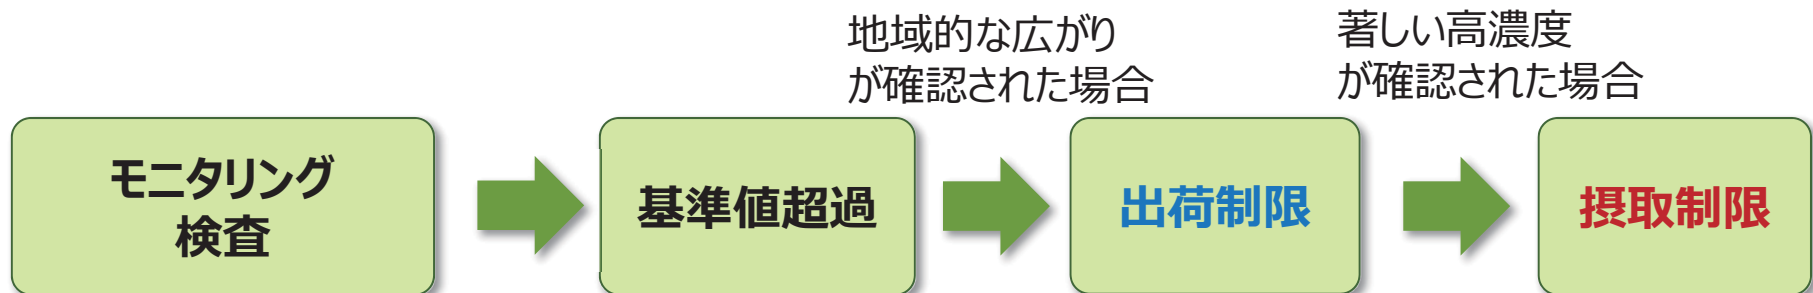 地域的な広がり
が確認された場合
著しい高濃度
が確認された場合
モニタリング
検査
基準値超過
出荷制限
摂取制限